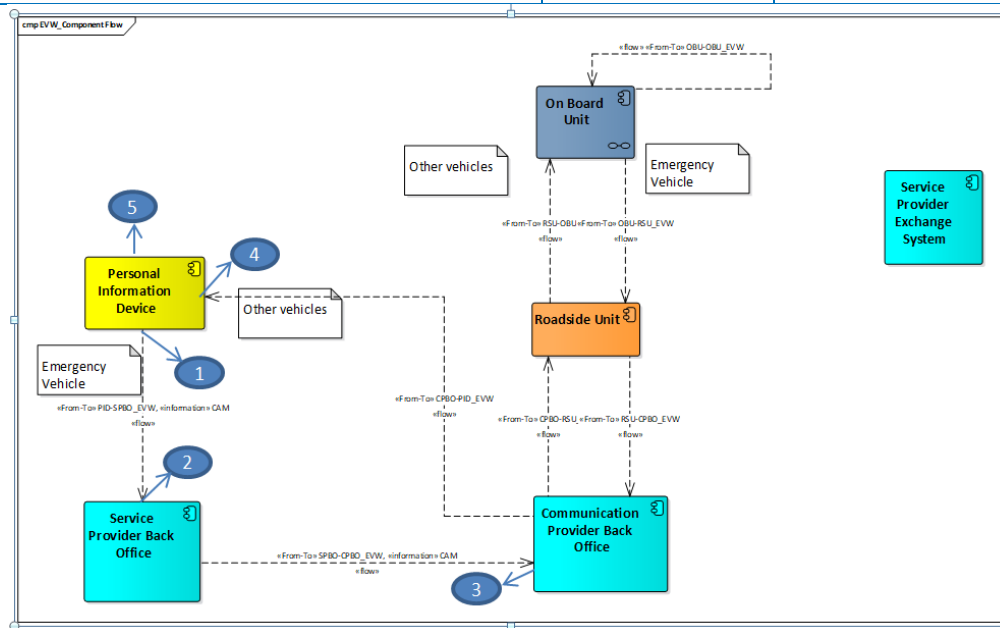 cmp EVW_Component Flow
«flow» «From-To» OBU-OBU_EVW
On Board
Unit
Other vehicles
Emergency
Vehicle
Service
Provider
Exchange
System
5
4
«From-To» RSU-OBU
«From-To» OBU-RSU_EVW
«flow»
«flow»
Personal
Information
Device
Other vehicles
Roadside Unit
Emergency
Vehicle
1
«From-To» PID-SPBO_EVW, «information» CAM
«flow»
«From-To» CPBO-PID_EVW
«flow»
«From-To» CPBO-RSU_
«From-To» RSU-CPBO_EVW
«flow»
«flow»
2
Service
Provider Back
Office
Communication
Provider Back
Office
«From-To» SPBO-CPBO_EVW, «information» CAM
«flow»
3